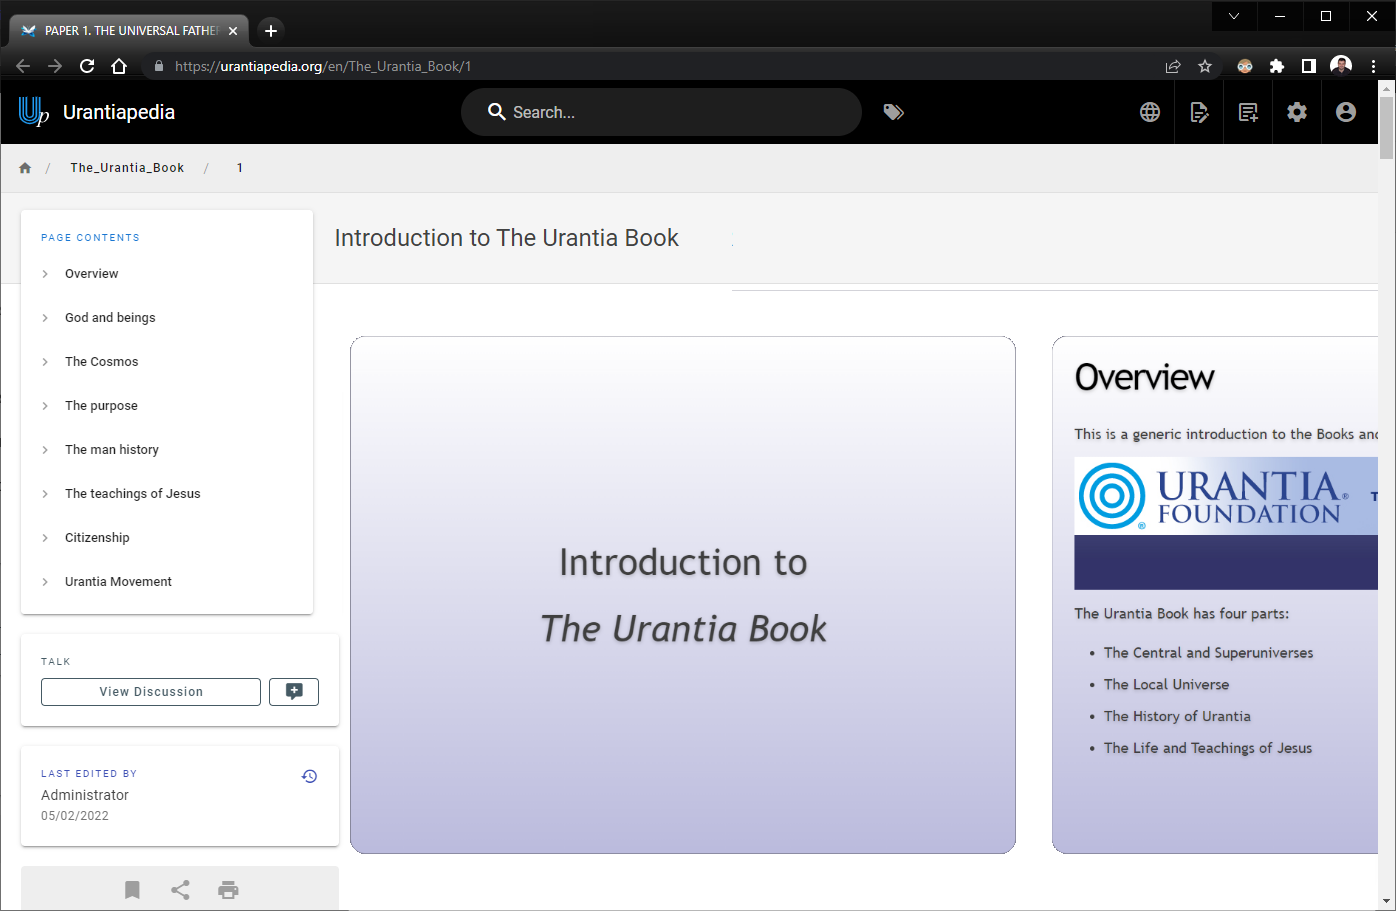 PAPER 1. THE UNIVERSAL FATHE
https://urantiapedia.org/en/The_Urantia_Book/1
Up Urantiapedia
Search...
/ The_Urantia_Book / 1
PAGE CONTENTS
Overview
God and beings
The Cosmos
The purpose
The man history
The teachings of Jesus
Citizenship
Urantia Movement
TALK
View Discussion
LAST EDITED BY
Administrator
05/02/2022
Introduction to The Urantia Book
Introduction to
The Urantia Book
Overview
This is a generic introduction to the Books and
URANTIA® T
FOUNDATION®
The Urantia Book has four parts:
• The Central and Superuniverses
• The Local Universe
• The History of Urantia
• The Life and Teachings of Jesus